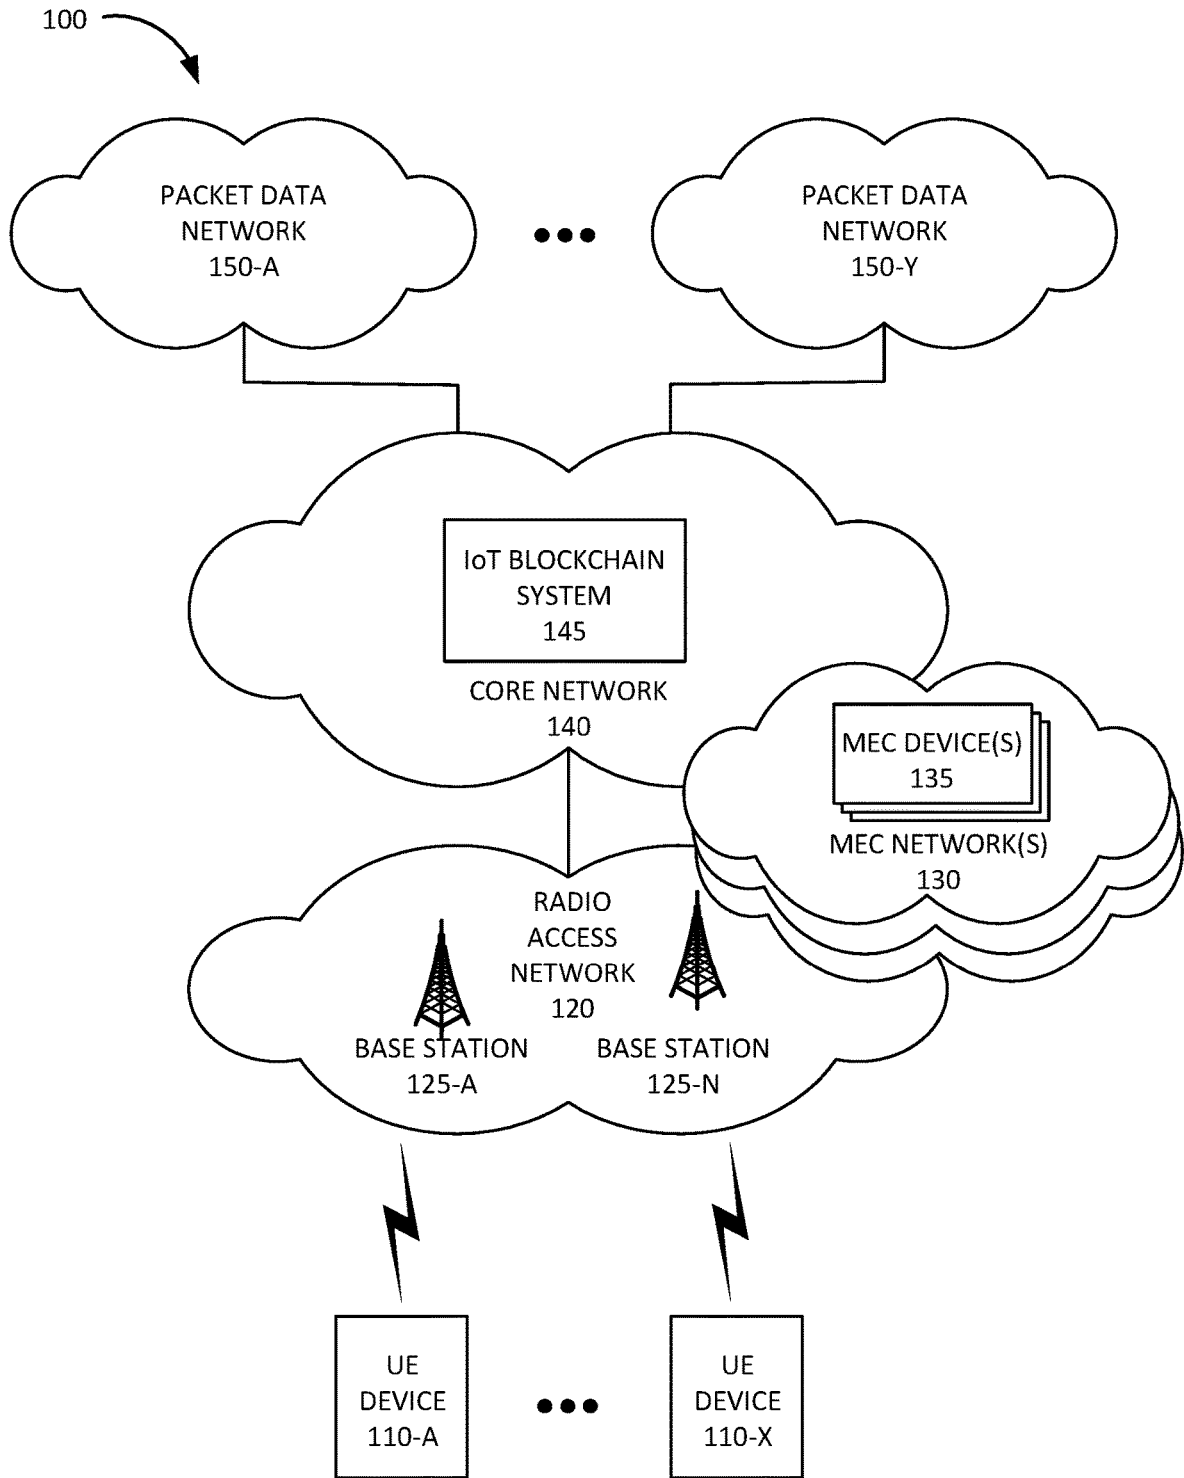 100
PACKET DATA
NETWORK
150-A
PACKET DATA
NETWORK
150-Y
IoT BLOCKCHAIN
SYSTEM
145
CORE NETWORK
140
MEC DEVICE(S)
135
MEC NETWORK(S)
130
RADIO
ACCESS
NETWORK
120
BASE STATION
125-A
BASE STATION
125-N
UE
DEVICE
110-A
UE
DEVICE
110-X